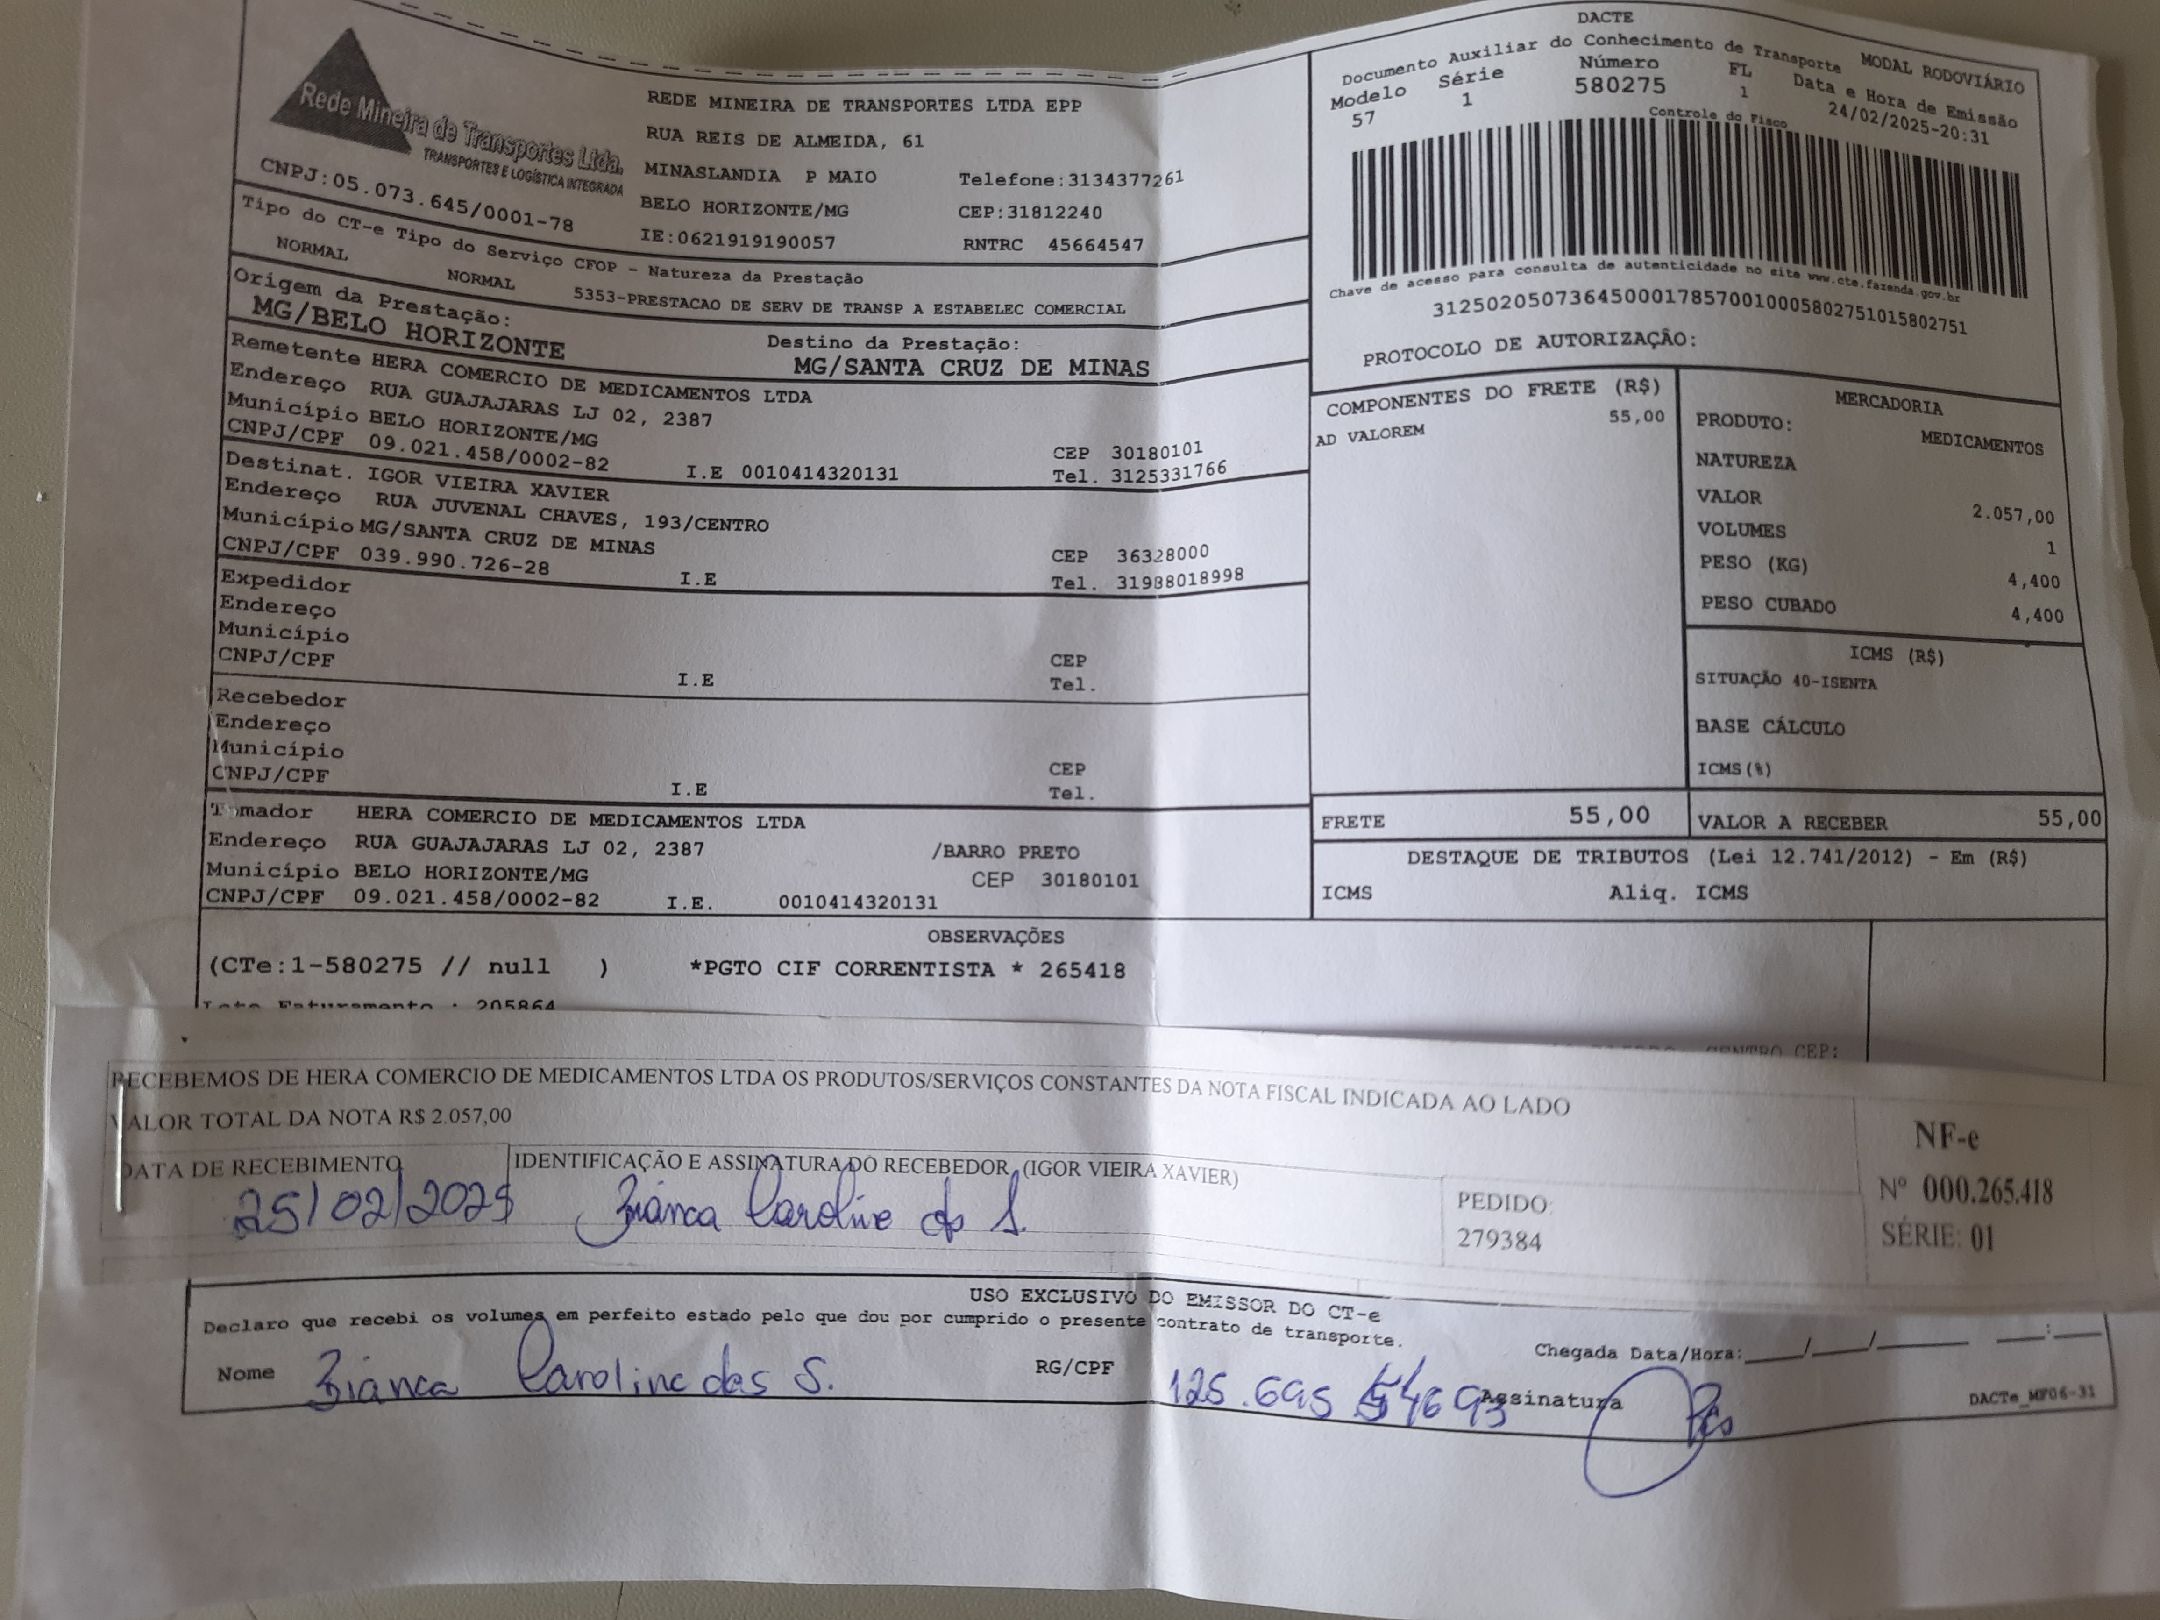 Rede Mineira de Transportes Ltda.
TRANSPORTES E LOGÍSTICA INTEGRADA
CNPJ:05.073.645/0001-78
REDE MINEIRA DE TRANSPORTES LTDA EPP
RUA REIS DE ALMEIDA, 61
MINASLANDIA P MAIO Telefone:3134377261
BELO HORIZONTE/MG CEP:31812240
IE:0621919190057 RNTRC 45664547
DACTE
Documento Auxiliar do Conhecimento de Transporte MODAL RODOVIÁRIO
Modelo Série Número FL Data e Hora de Emissão
57 1 580275 1 24/02/2025-20:31
Controle do Fisco
Chave de acesso para consulta de autenticidade no site www.cte.fazenda.gov.br
31250205073645000178570010005802751015802751
PROTOCOLO DE AUTORIZAÇÃO:
Tipo do CT-e Tipo do Serviço CFOP - Natureza da Prestação
NORMAL NORMAL 5353-PRESTACAO DE SERV DE TRANSP A ESTABELEC COMERCIAL
Origem da Prestação: Destino da Prestação:
MG/BELO HORIZONTE MG/SANTA CRUZ DE MINAS
Remetente HERA COMERCIO DE MEDICAMENTOS LTDA
Endereço RUA GUAJAJARAS LJ 02, 2387
Município BELO HORIZONTE/MG CEP 30180101
CNPJ/CPF 09.021.458/0002-82 I.E 0010414320131 Tel. 3125331766
Destinat. IGOR VIEIRA XAVIER
Endereço RUA JUVENAL CHAVES, 193/CENTRO
Município MG/SANTA CRUZ DE MINAS CEP 36328000
CNPJ/CPF 039.990.726-28 I.E Tel. 31988018998
Expedidor
Endereço
Município CEP
CNPJ/CPF I.E Tel.
Recebedor
Endereço
Município CEP
CNPJ/CPF I.E Tel.
Tomador HERA COMERCIO DE MEDICAMENTOS LTDA
Endereço RUA GUAJAJARAS LJ 02, 2387 /BARRO PRETO
Município BELO HORIZONTE/MG CEP 30180101
CNPJ/CPF 09.021.458/0002-82 I.E. 0010414320131
COMPONENTES DO FRETE (R$)
AD VALOREM 55,00
MERCADORIA
PRODUTO: MEDICAMENTOS
NATUREZA
VALOR 2.057,00
VOLUMES 1
PESO (KG) 4,400
PESO CUBADO 4,400
ICMS (R$)
SITUAÇÃO 40-ISENTA
BASE CÁLCULO
ICMS(%)
FRETE 55,00 VALOR A RECEBER 55,00
DESTAQUE DE TRIBUTOS (Lei 12.741/2012) - Em (R$)
ICMS Aliq. ICMS
OBSERVAÇÕES
(CTe:1-580275 // null ) *PGTO CIF CORRENTISTA * 265418
Lote Faturamento : 205864
CENTRO CEP:
RECEBEMOS DE HERA COMERCIO DE MEDICAMENTOS LTDA OS PRODUTOS/SERVIÇOS CONSTANTES DA NOTA FISCAL INDICADA AO LADO
VALOR TOTAL DA NOTA R$ 2.057,00
DATA DE RECEBIMENTO IDENTIFICAÇÃO E ASSINATURA DO RECEBEDOR (IGOR VIEIRA XAVIER)
25/02/2025 Bianca Caroline do S.
PEDIDO:
279384
NF-e
Nº 000.265.418
SÉRIE: 01
USO EXCLUSIVO DO EMISSOR DO CT-e
Declaro que recebi os volumes em perfeito estado pelo que dou por cumprido o presente contrato de transporte.
Chegada Data/Hora:____/____/______ ___:___
Nome Bianca Caroline das S. RG/CPF 125.695 Assinatura
DACTe_MF06-31